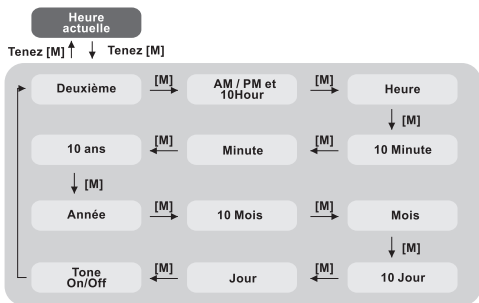 Heure
actuelle
Tenez [M] Tenez [M]
Deuxième [M] AM / PM et
10Hour [M] Heure
[M]
10 ans [M] Minute [M] 10 Minute
[M]
Année [M] 10 Mois [M] Mois
[M]
Tone
On/Off [M] Jour [M] 10 Jour